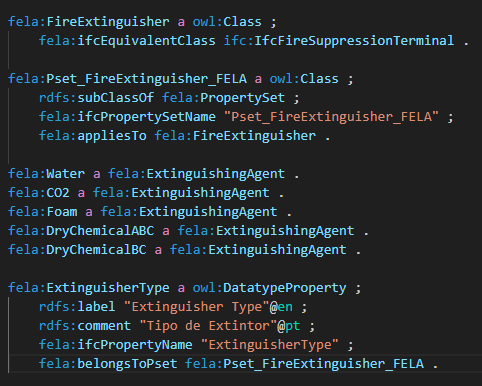 fela:FireExtinguisher a owl:Class ;
fela:ifcEquivalentClass ifc:IfcFireSuppressionTerminal .
fela:Pset_FireExtinguisher_FELA a owl:Class ;
rdfs:subClassOf fela:PropertySet ;
fela:ifcPropertySetName "Pset_FireExtinguisher_FELA" ;
fela:appliesTo fela:FireExtinguisher .
fela:Water a fela:ExtinguishingAgent .
fela:CO2 a fela:ExtinguishingAgent .
fela:Foam a fela:ExtinguishingAgent .
fela:DryChemicalABC a fela:ExtinguishingAgent .
fela:DryChemicalBC a fela:ExtinguishingAgent .
fela:ExtinguisherType a owl:DatatypeProperty ;
rdfs:label "Extinguisher Type"@en ;
rdfs:comment "Tipo de Extintor"@pt ;
fela:ifcPropertyName "ExtinguisherType" ;
fela:belongsToPset fela:Pset_FireExtinguisher_FELA .